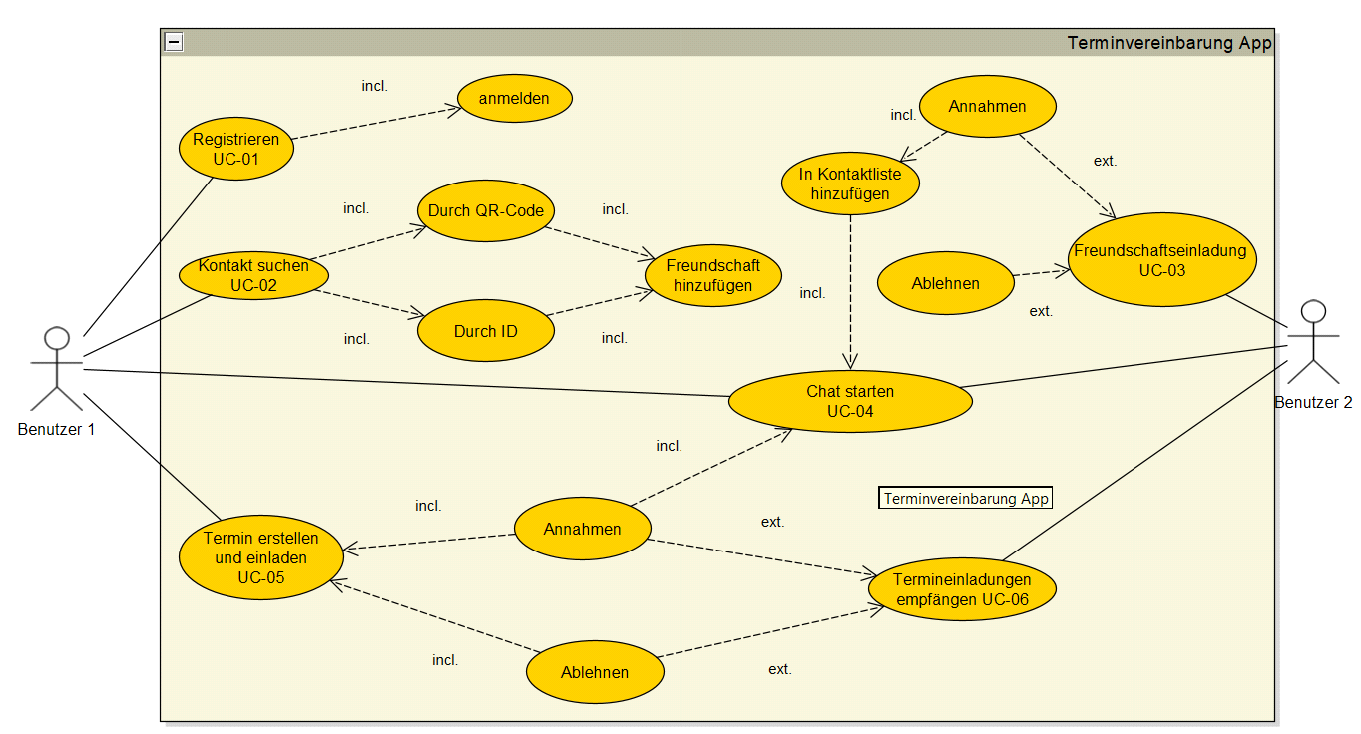 Terminvereinbarung App
incl.
anmelden
Annahmen
incl.
Registrieren
UC-01
ext.
In Kontaktliste
hinzufügen
incl.
Durch QR-Code
incl.
Kontakt suchen
UC-02
Freundschaft
hinzufügen
Freundschaftseinladung
UC-03
Ablehnen
incl.
ext.
incl.
Durch ID
incl.
Chat starten
UC-04
Benutzer 1
Benutzer 2
incl.
Terminvereinbarung App
incl.
Annahmen
ext.
Termin erstellen
und einladen
UC-05
Termineinladungen
empfängen UC-06
incl.
Ablehnen
ext.